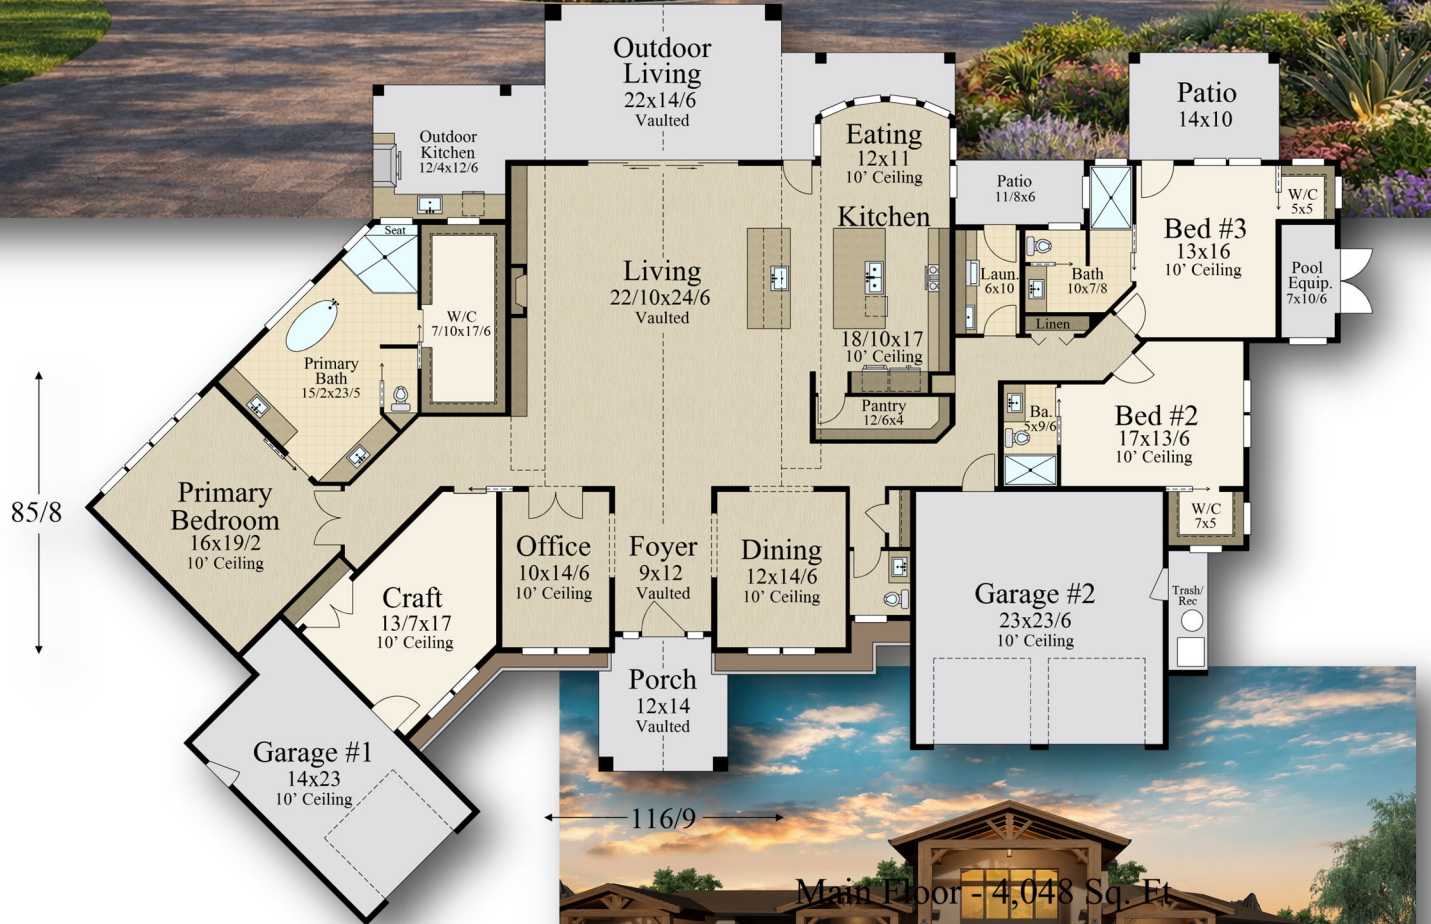 Outdoor
Living
22x14/6
Vaulted
Patio
14x10
Outdoor
Kitchen
12/4x12/6
Eating
12x11
10' Ceiling
Patio
11/8x6
W/C
5x5
Seat
Kitchen
Bed #3
13x16
10' Ceiling
Living
22/10x24/6
Vaulted
Laun.
6x10
Bath
10x7/8
Pool
Equip.
7x10/6
W/C
7/10x17/6
Linen
18/10x17
10' Ceiling
Primary
Bath
15/2x23/5
Pantry
12/6x4
Ba.
5x9/6
Bed #2
17x13/6
10' Ceiling
85/8
Primary
Bedroom
16x19/2
10' Ceiling
W/C
7x5
Office
10x14/6
10' Ceiling
Foyer
9x12
Vaulted
Dining
12x14/6
10' Ceiling
Craft
13/7x17
10' Ceiling
Garage #2
23x23/6
10' Ceiling
Trash/
Rec
Porch
12x14
Vaulted
Garage #1
14x23
10' Ceiling
116/9
Main Floor - 4,048 Sq. Ft